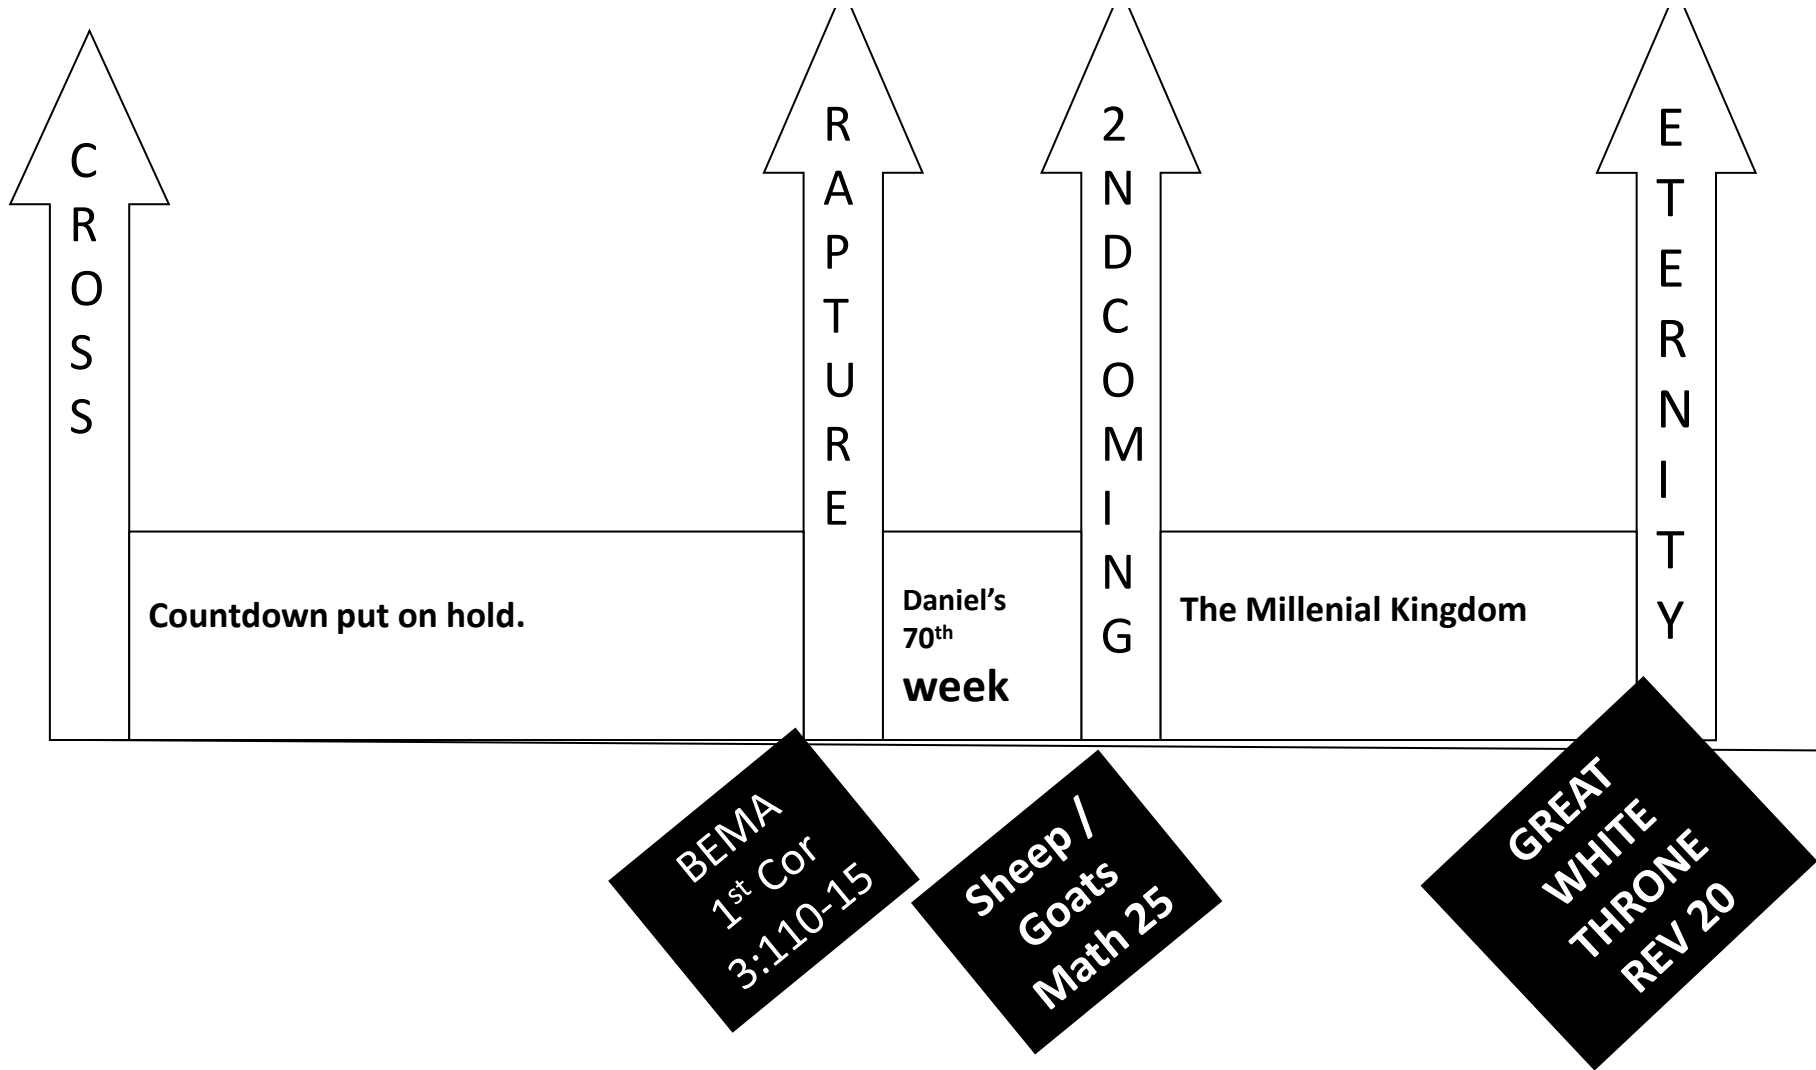 CROSS
RAPTURE
2NDCOMING
ETERNITY
Countdown put on hold.
Daniel’s
70th
week
The Millenial Kingdom
BEMA
1st Cor
3:110-15
Sheep /
Goats
Math 25
GREAT
WHITE
THRONE
REV 20